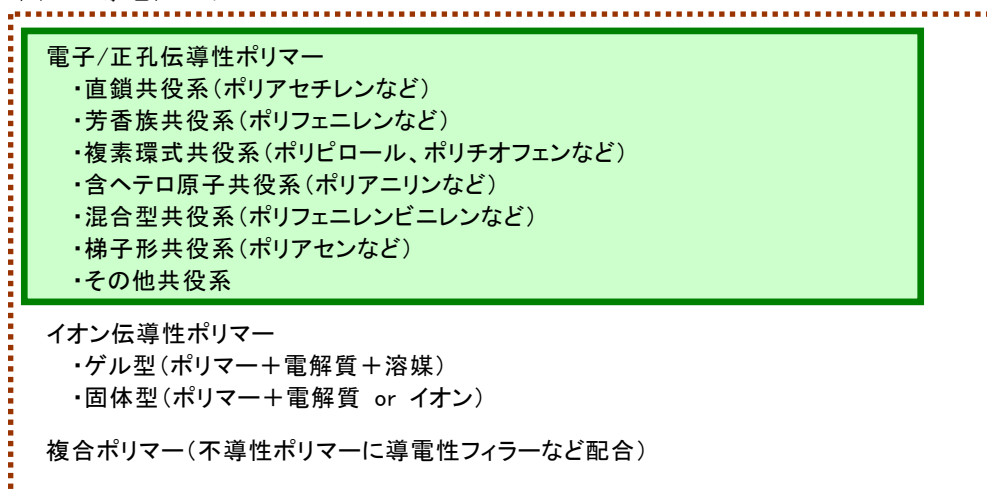 電子/正孔伝導性ポリマー
・直鎖共役系(ポリアセチレンなど)
・芳香族共役系(ポリフェニレンなど)
・複素環式共役系(ポリピロール、ポリチオフェンなど)
・含ヘテロ原子共役系(ポリアニリンなど)
・混合型共役系(ポリフェニレンビニレンなど)
・梯子形共役系(ポリアセンなど)
・その他共役系
イオン伝導性ポリマー
・ゲル型(ポリマー＋電解質＋溶媒)
・固体型(ポリマー＋電解質 or イオン)
複合ポリマー(不導性ポリマーに導電性フィラーなど配合)